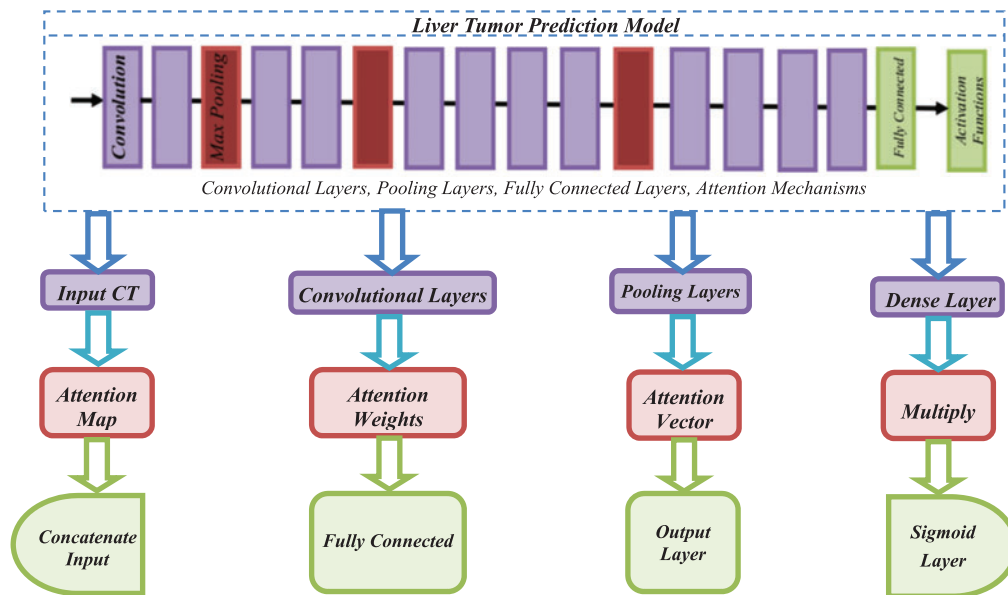 Liver Tumor Prediction Model
Convolution
Max Pooling
Fully Connected
Activation
Functions
Convolutional Layers, Pooling Layers, Fully Connected Layers, Attention Mechanisms
Input CT
Convolutional Layers
Pooling Layers
Dense Layer
Attention
Map
Attention
Weights
Attention
Vector
Multiply
Concatenate
Input
Fully Connected
Output
Layer
Sigmoid
Layer